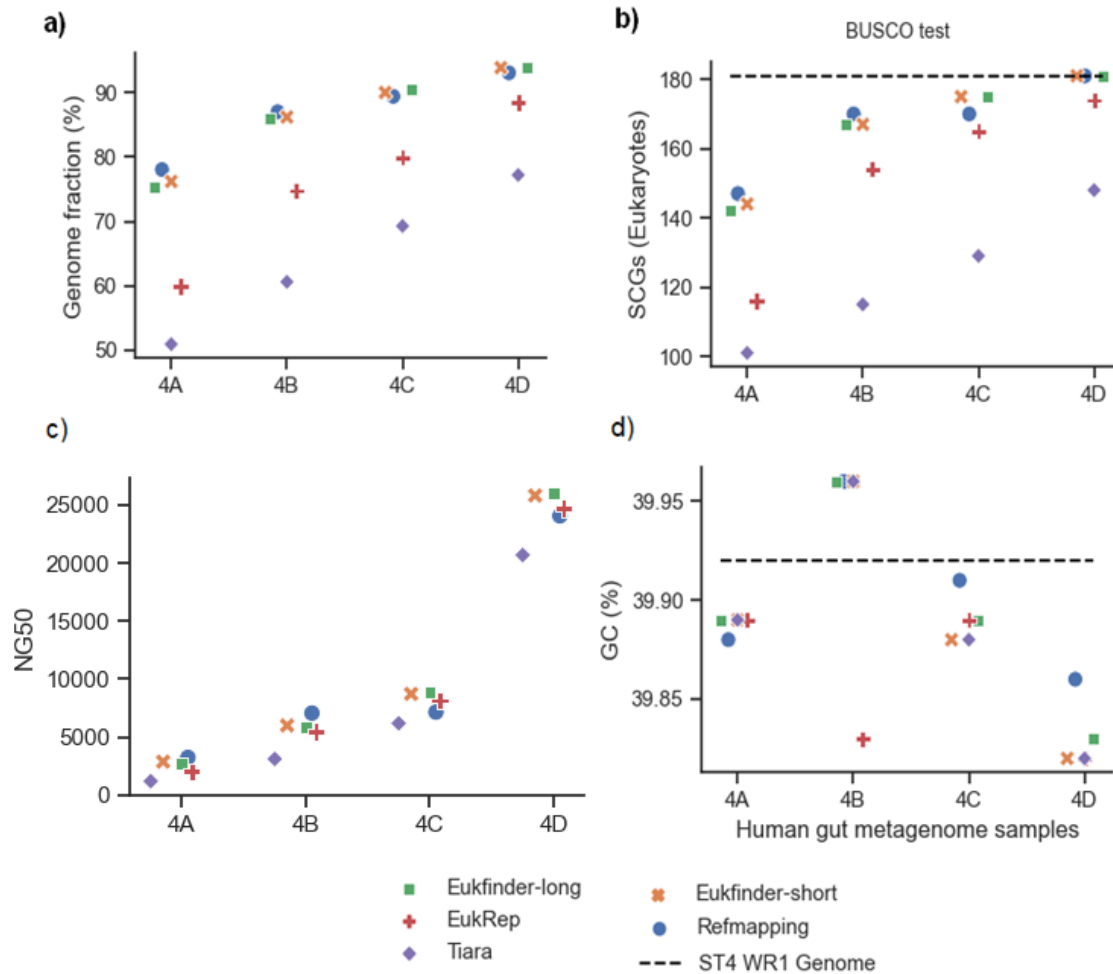 a)
Genome fraction (%)
90
80
70
60
50
4A 4B 4C 4D
b)
BUSCO test
SCGs (Eukaryotes)
180
160
140
120
100
4A 4B 4C 4D
c)
NG50
25000
20000
15000
10000
5000
0
4A 4B 4C 4D
d)
GC (%)
39.95
39.90
39.85
4A 4B 4C 4D
Human gut metagenome samples
Eukfinder-long
EukRep
Tiara
Eukfinder-short
Refmapping
ST4 WR1 Genome